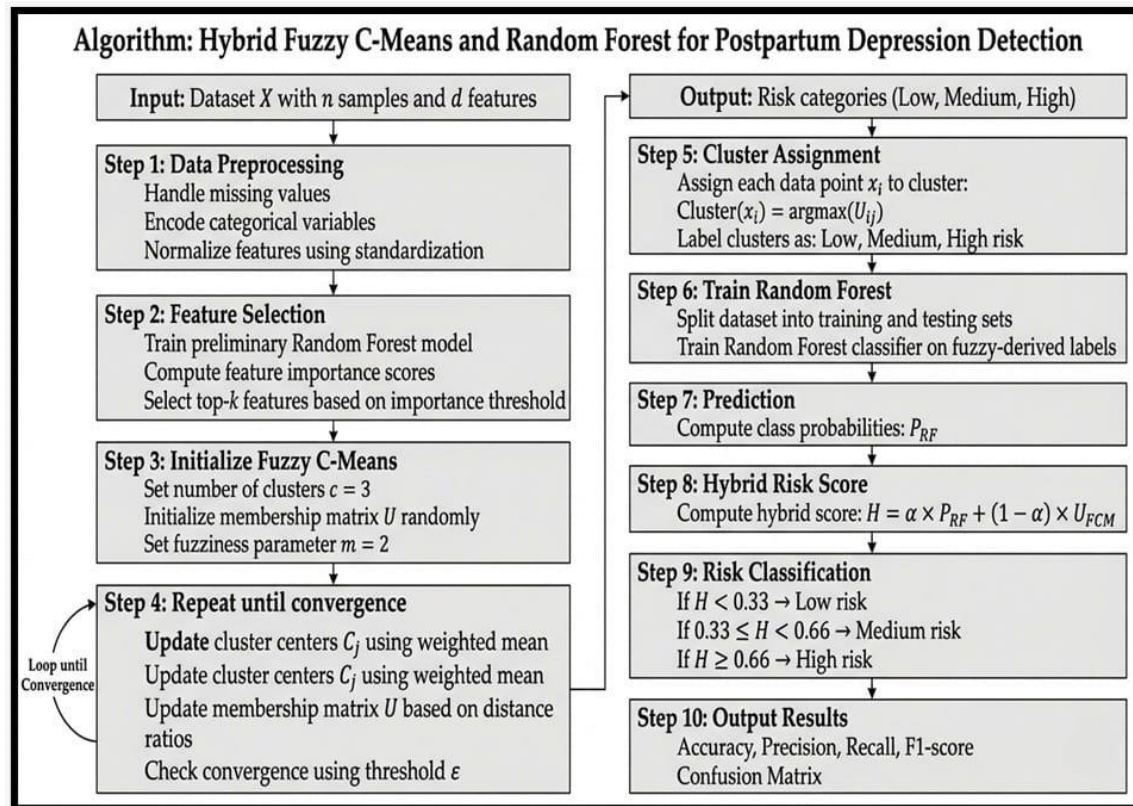 Algorithm: Hybrid Fuzzy C-Means and Random Forest for Postpartum Depression Detection
Input: Dataset X with n samples and d features
Step 1: Data Preprocessing
Handle missing values
Encode categorical variables
Normalize features using standardization
Step 2: Feature Selection
Train preliminary Random Forest model
Compute feature importance scores
Select top-k features based on importance threshold
Step 3: Initialize Fuzzy C-Means
Set number of clusters c = 3
Initialize membership matrix U randomly
Set fuzziness parameter m = 2
Step 4: Repeat until convergence
Update cluster centers Cⱼ using weighted mean
Update cluster centers Cⱼ using weighted mean
Update membership matrix U based on distance
ratios
Check convergence using threshold ε
Loop until
Convergence
Output: Risk categories (Low, Medium, High)
Step 5: Cluster Assignment
Assign each data point xᵢ to cluster:
Cluster(xᵢ) = argmax(Uᵢⱼ)
Label clusters as: Low, Medium, High risk
Step 6: Train Random Forest
Split dataset into training and testing sets
Train Random Forest classifier on fuzzy-derived labels
Step 7: Prediction
Compute class probabilities: P_RF
Step 8: Hybrid Risk Score
Compute hybrid score: H = α × P_RF + (1 − α) × U_FCM
Step 9: Risk Classification
If H < 0.33 → Low risk
If 0.33 ≤ H < 0.66 → Medium risk
If H ≥ 0.66 → High risk
Step 10: Output Results
Accuracy, Precision, Recall, F1-score
Confusion Matrix